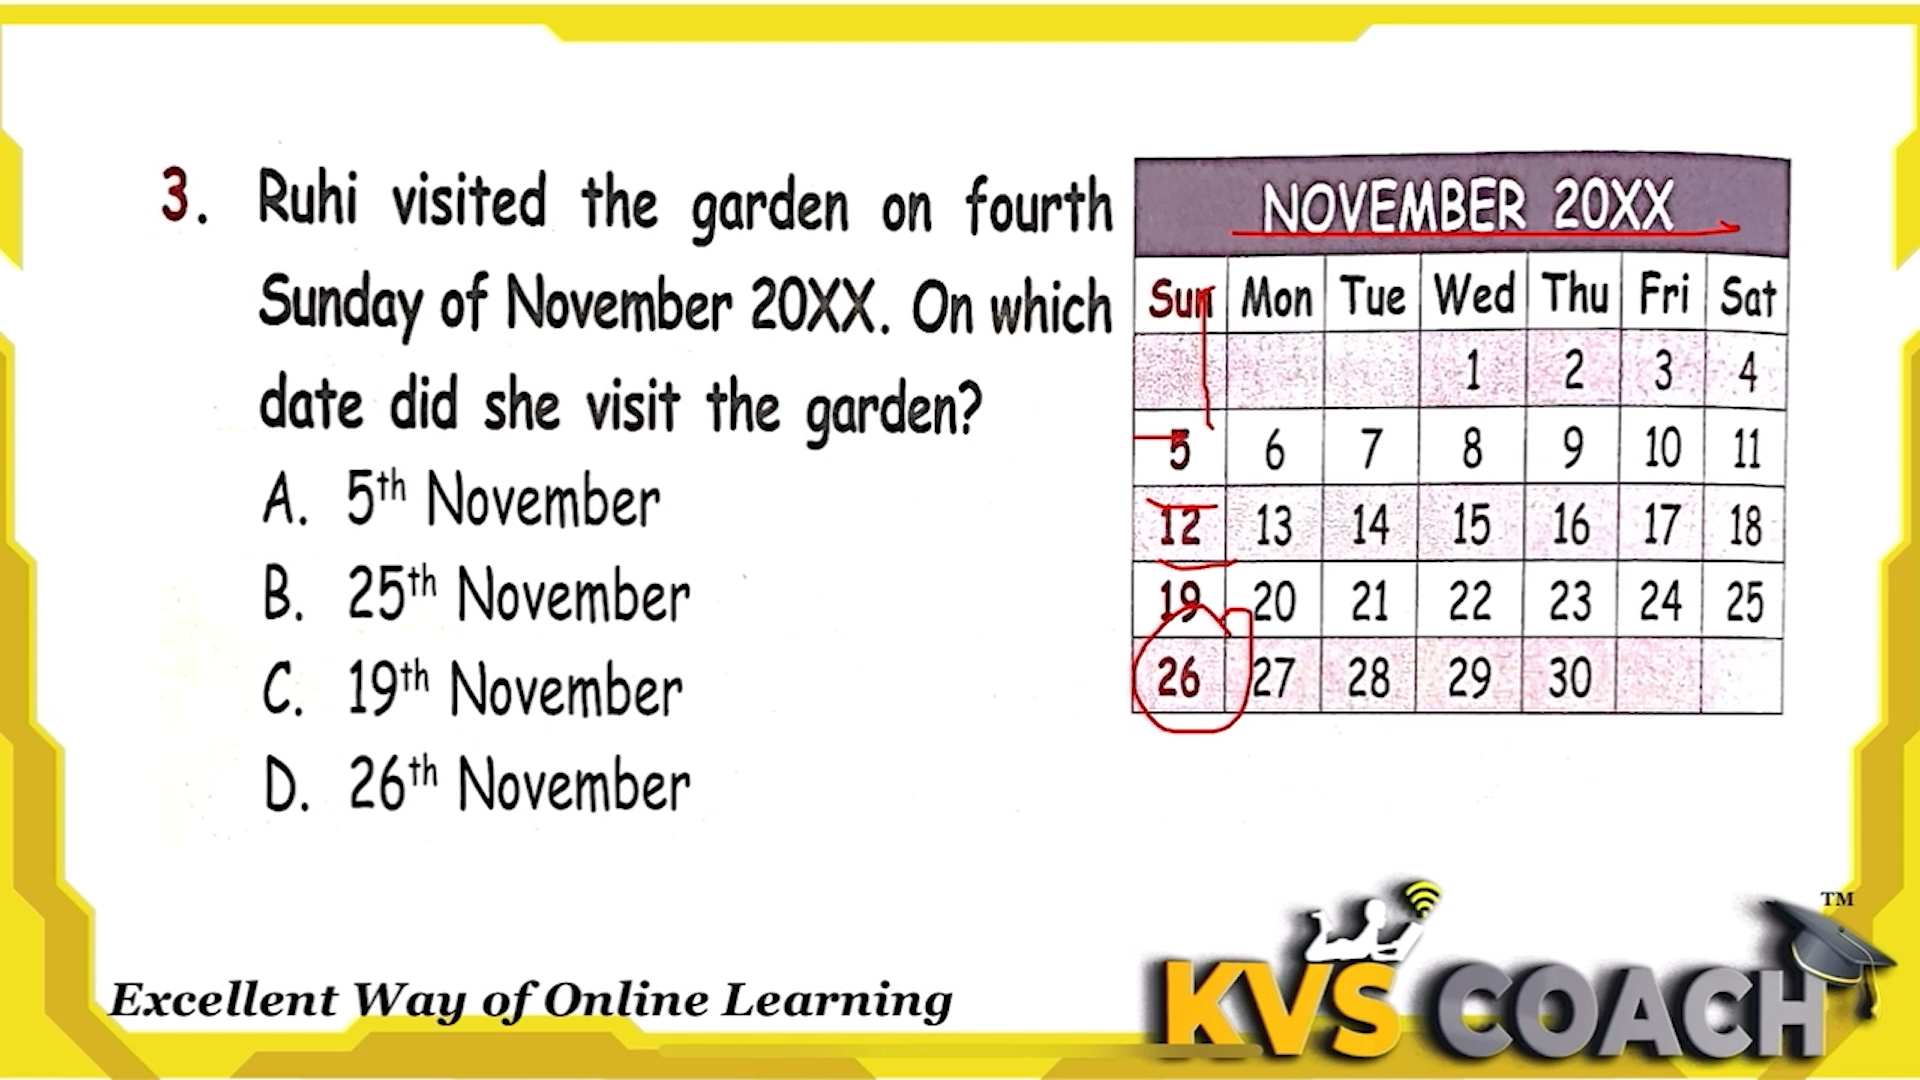 3. Ruhi visited the garden on fourth
Sunday of November 20XX. On which
date did she visit the garden?
A. 5th November
B. 25th November
C. 19th November
D. 26th November
NOVEMBER 20XX
Sun Mon Tue Wed Thu Fri Sat
1 2 3 4
5 6 7 8 9 10 11
12 13 14 15 16 17 18
19 20 21 22 23 24 25
26 27 28 29 30
Excellent Way of Online Learning
KVS COACH TM